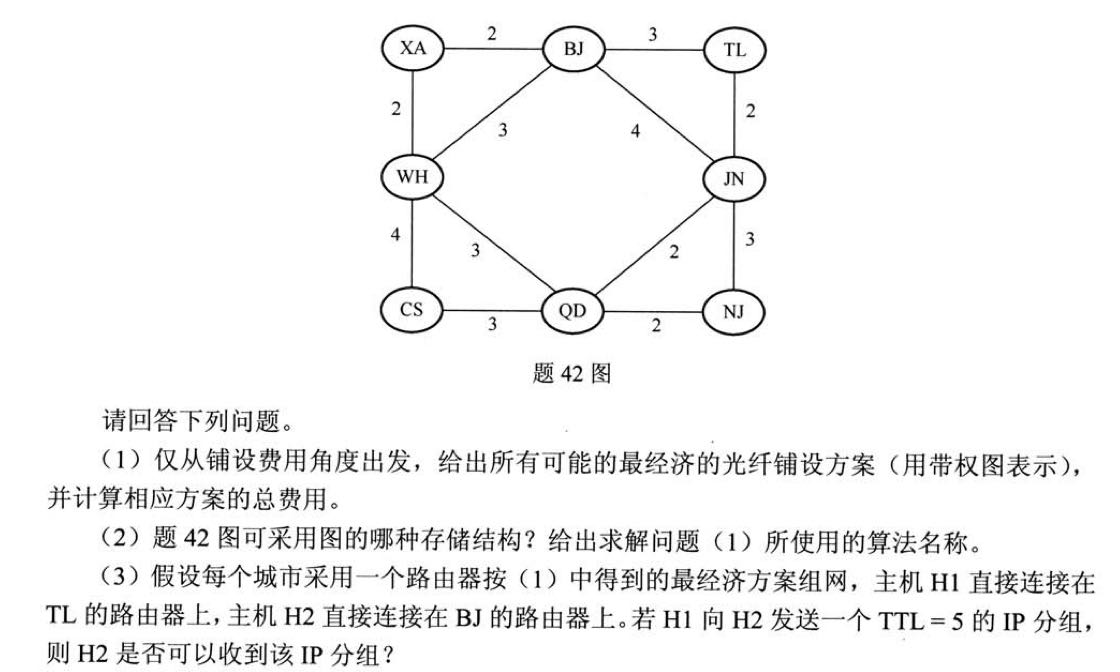 XA 2 BJ 3 TL
2 3 4 2
WH JN
4 3 2 3
CS 3 QD 2 NJ
题 42 图
请回答下列问题。
（1）仅从铺设费用角度出发，给出所有可能的最经济的光纤铺设方案（用带权图表示），
并计算相应方案的总费用。
（2）题 42 图可采用图的哪种存储结构？给出求解问题（1）所使用的算法名称。
（3）假设每个城市采用一个路由器按（1）中得到的最经济方案组网，主机 H1 直接连接在
TL 的路由器上，主机 H2 直接连接在 BJ 的路由器上。若 H1 向 H2 发送一个 TTL = 5 的 IP 分组，
则 H2 是否可以收到该 IP 分组？